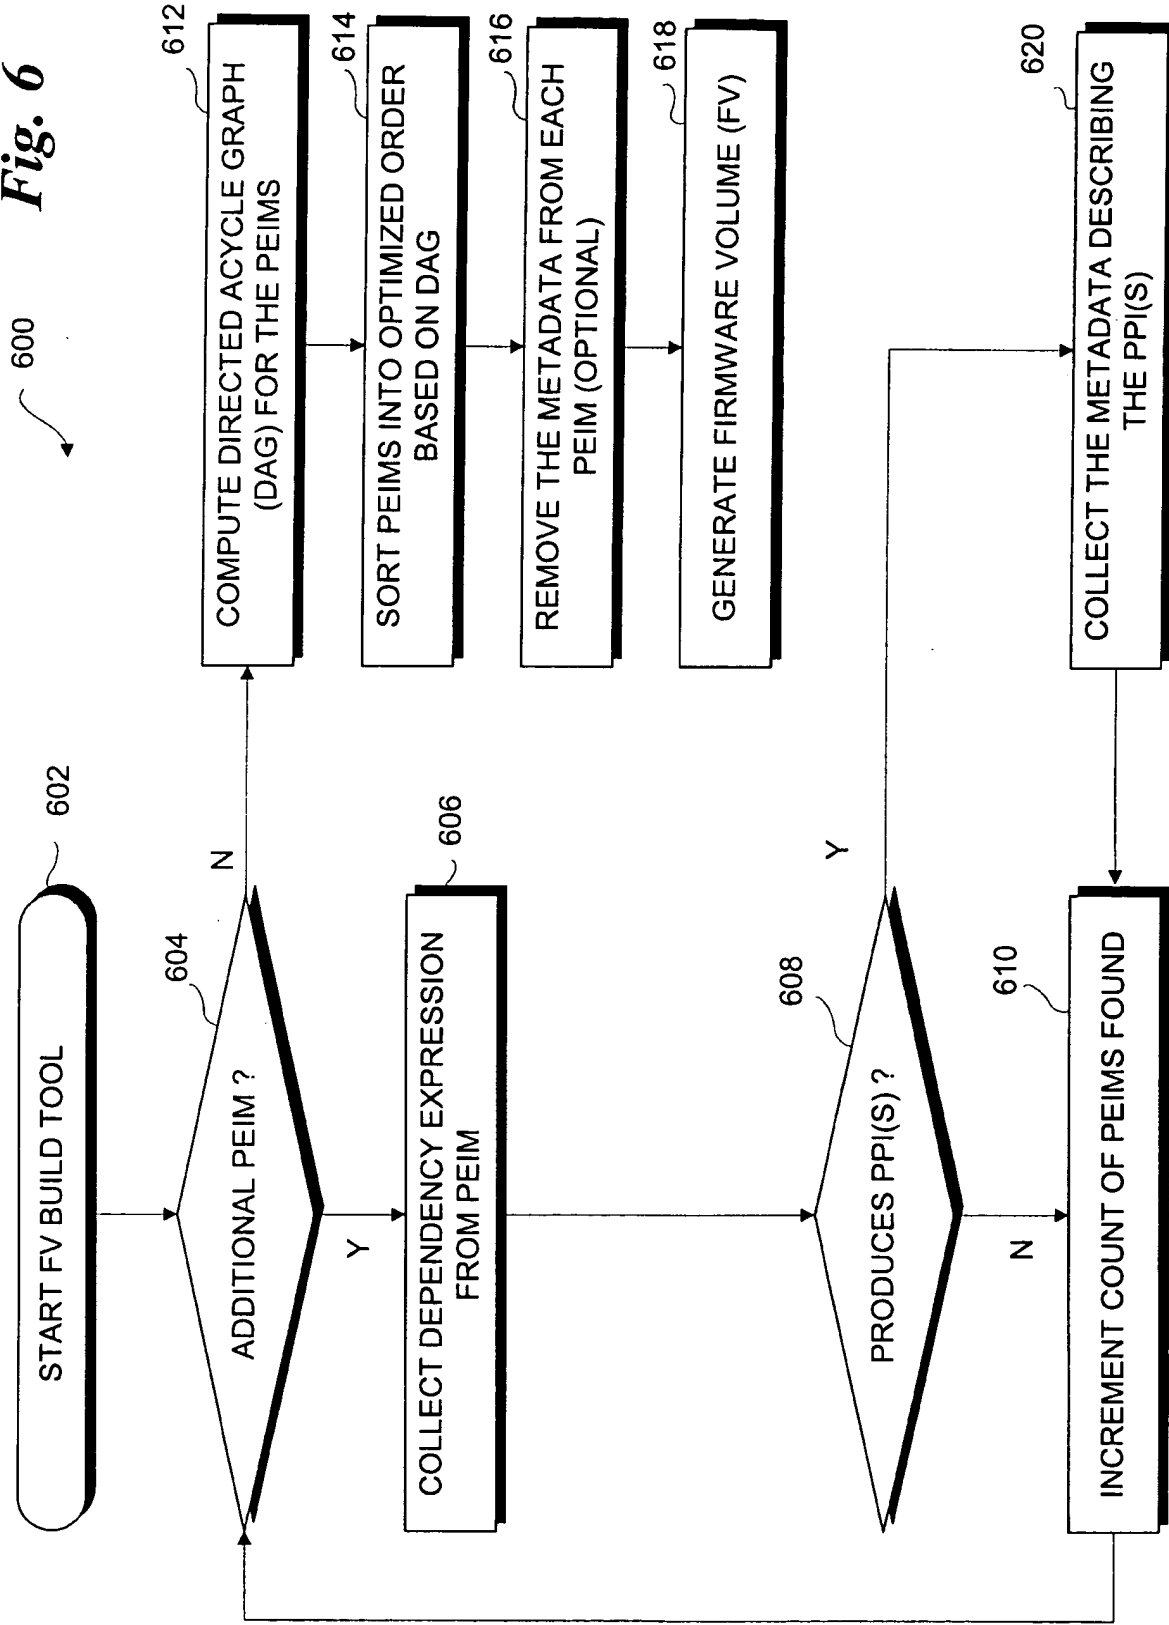 Fig. 6
600
START FV BUILD TOOL
602
604
ADDITIONAL PEIM ?
N
Y
COLLECT DEPENDENCY EXPRESSION
FROM PEIM
606
608
PRODUCES PPI(S) ?
Y
N
INCREMENT COUNT OF PEIMS FOUND
610
612
COMPUTE DIRECTED ACYCLE GRAPH
(DAG) FOR THE PEIMS
614
SORT PEIMS INTO OPTIMIZED ORDER
BASED ON DAG
616
REMOVE THE METADATA FROM EACH
PEIM (OPTIONAL)
618
GENERATE FIRMWARE VOLUME (FV)
620
COLLECT THE METADATA DESCRIBING
THE PPI(S)